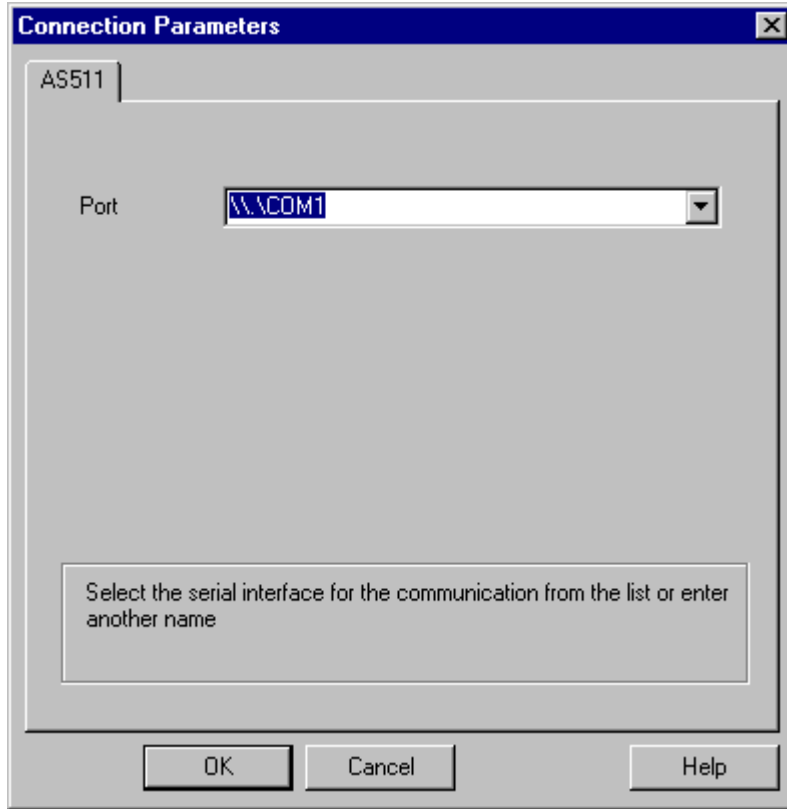 Connection Parameters
AS511
Port \\.\COM1
Select the serial interface for the communication from the list or enter
another name
OK Cancel Help